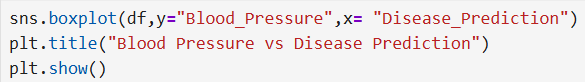 sns.boxplot(df,y="Blood_Pressure",x= "Disease_Prediction")
plt.title("Blood Pressure vs Disease Prediction")
plt.show()